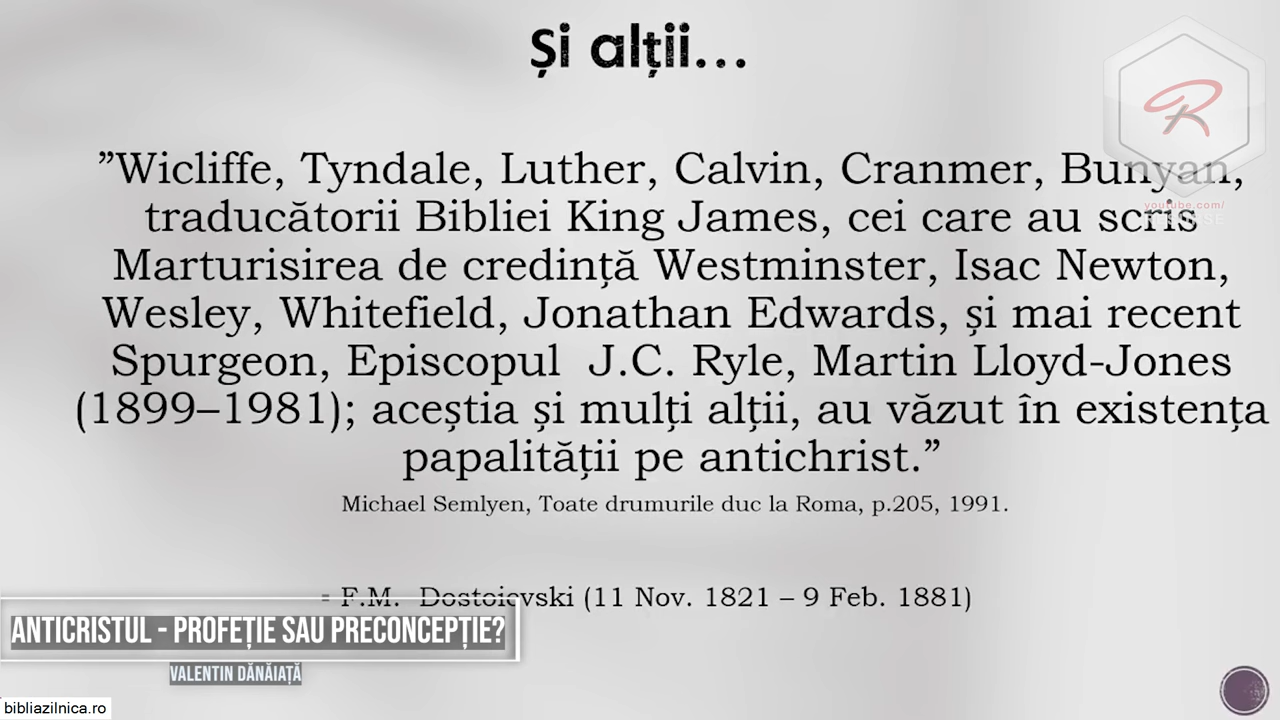 Și alții...
”Wicliffe, Tyndale, Luther, Calvin, Cranmer, Bunyan,
traducătorii Bibliei King James, cei care au scris
Marturisirea de credință Westminster, Isac Newton,
Wesley, Whitefield, Jonathan Edwards, și mai recent
Spurgeon, Episcopul J.C. Ryle, Martin Lloyd-Jones
(1899–1981); aceștia și mulți alții, au văzut în existența
papalității pe antichrist.”
Michael Semlyen, Toate drumurile duc la Roma, p.205, 1991.
F.M. Dostoievski (11 Nov. 1821 – 9 Feb. 1881)
ANTICRISTUL - PROFEȚIE SAU PRECONCEPȚIE?
VALENTIN DĂNĂIAȚĂ
bibliazilnica.ro
R
youtube.com/